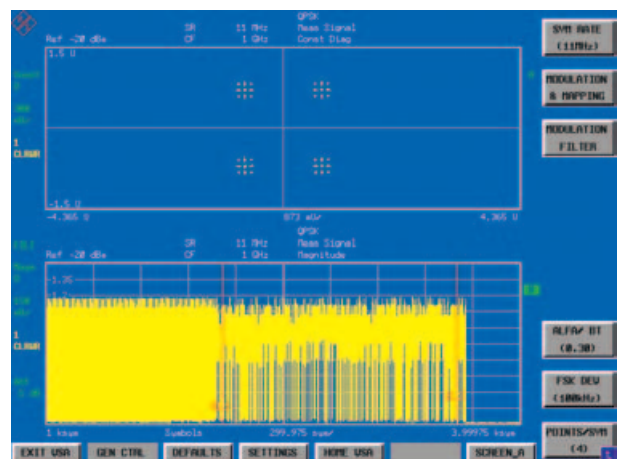 QPSK
SR 11 MHz Meas Signal
Ref -20 dBm CF 1 GHz Const Diag
1.5 U
1
CLRWR
-1.5 U
-4.365 U 873 mU/ 4.365 U
QPSK
SR 11 MHz Meas Signal
Ref -20 dBm CF 1 GHz Magnitude
1
CLRWR
1 ksym Symbols 299.975 sym/ 3.99975 ksym
SYM RATE
(11MHz)
MODULATION
& MAPPING
MODULATION
FILTER
ALFA/ BT
(0.30)
FSK DEV
(100kHz)
POINTS/SYM
(4)
EXIT VSA GEN CTRL DEFAULTS SETTINGS HOME VSA SCREEN_A